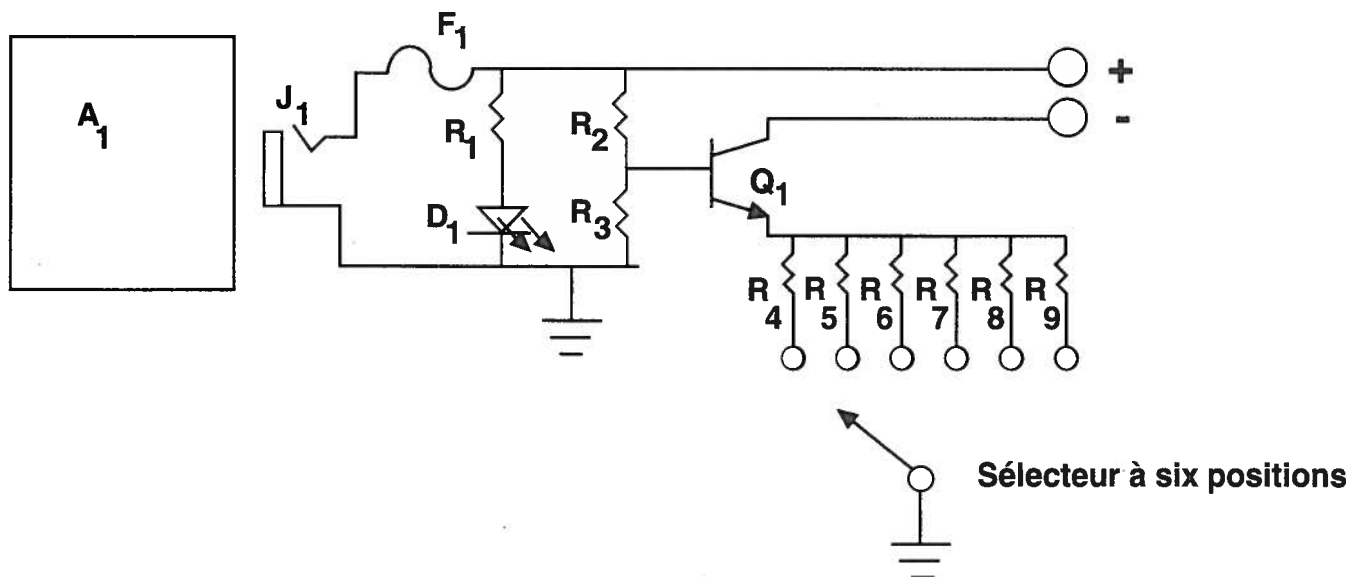 F1
+
A1
J1
-
R1
R2
Q1
D1
R3
R4 R5 R6 R7 R8 R9
Sélecteur à six positions